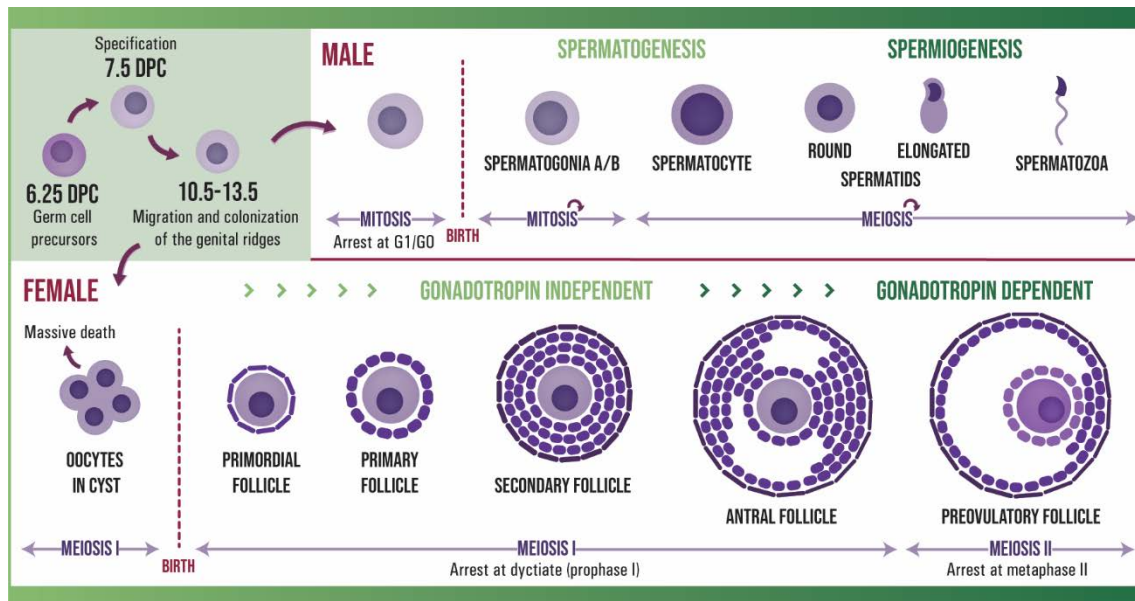 Specification
7.5 DPC
6.25 DPC
Germ cell
precursors
10.5-13.5
Migration and colonization
of the genital ridges
MALE
SPERMATOGENESIS
SPERMIOGENESIS
SPERMATOGONIA A/B
SPERMATOCYTE
ROUND
ELONGATED
SPERMATIDS
SPERMATOZOA
MITOSIS
Arrest at G1/G0
BIRTH
MITOSIS
MEIOSIS
FEMALE
GONADOTROPIN INDEPENDENT
GONADOTROPIN DEPENDENT
Massive death
OOCYTES
IN CYST
PRIMORDIAL
FOLLICLE
PRIMARY
FOLLICLE
SECONDARY FOLLICLE
ANTRAL FOLLICLE
PREOVULATORY FOLLICLE
MEIOSIS I
BIRTH
MEIOSIS I
Arrest at dyctiate (prophase I)
MEIOSIS II
Arrest at metaphase II